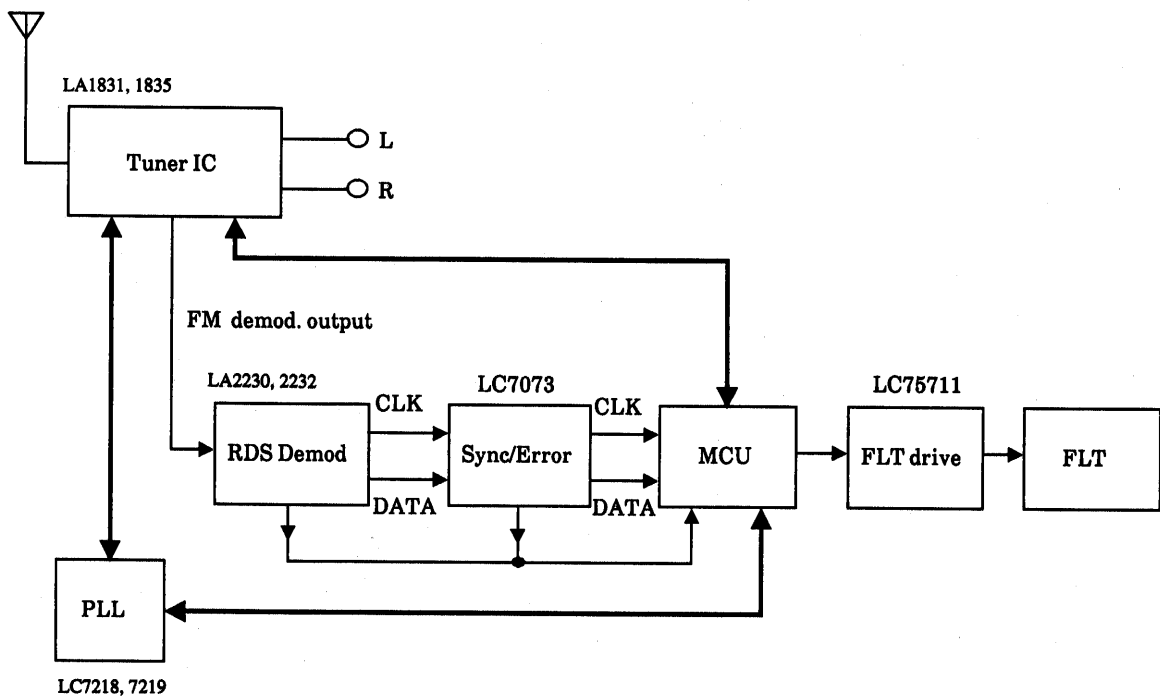 LA1831, 1835
Tuner IC
L
R
FM demod. output
LA2230, 2232
RDS Demod
CLK
DATA
LC7073
Sync/Error
CLK
DATA
MCU
LC75711
FLT drive
FLT
PLL
LC7218, 7219